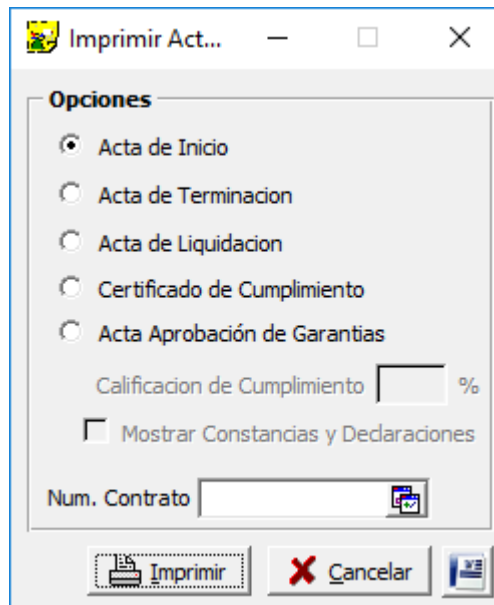 Imprimir Act...
Opciones
Acta de Inicio
Acta de Terminacion
Acta de Liquidacion
Certificado de Cumplimiento
Acta Aprobación de Garantias
Calificacion de Cumplimiento %
Mostrar Constancias y Declaraciones
Num. Contrato
Imprimir Cancelar